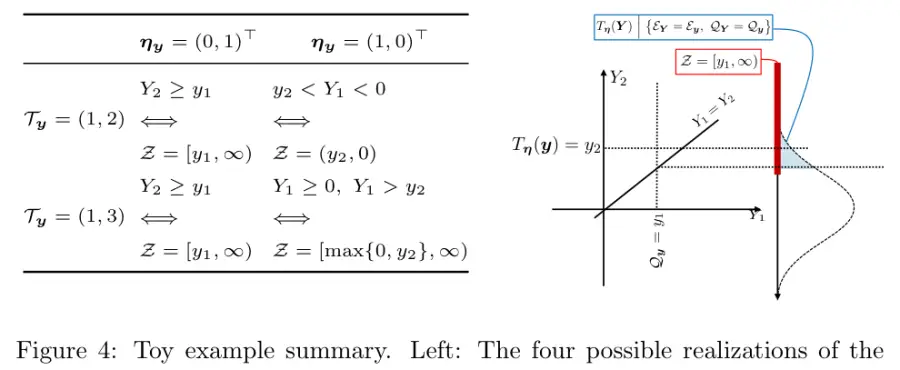 η_y = (0, 1)^⊤ η_y = (1, 0)^⊤
Y_2 ≥ y_1 y_2 < Y_1 < 0
𝒯_y = (1, 2) ⟺ ⟺
𝒵 = [y_1, ∞) 𝒵 = (y_2, 0)
Y_2 ≥ y_1 Y_1 ≥ 0, Y_1 > y_2
𝒯_y = (1, 3) ⟺ ⟺
𝒵 = [y_1, ∞) 𝒵 = [max{0, y_2}, ∞)
T_η(Y) | {ℰ_Y = ℰ_y, 𝒬_Y = 𝒬_y}
𝒵 = [y_1, ∞)
Y_2
Y_1 = Y_2
T_η(y) = y_2
Y_1
𝒬_y = y_1
Figure 4: Toy example summary. Left: The four possible realizations of the